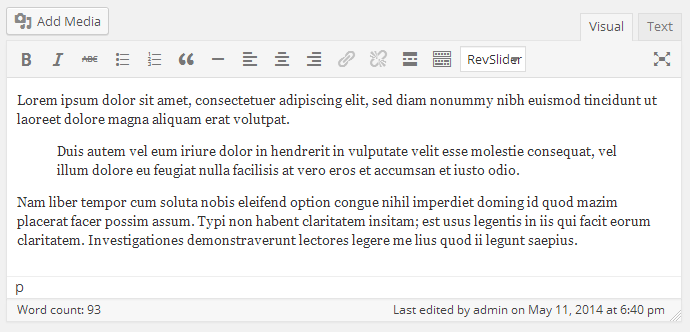 Add Media
Visual Text
B I ABC RevSlider
Lorem ipsum dolor sit amet, consectetuer adipiscing elit, sed diam nonummy nibh euismod tincidunt ut
laoreet dolore magna aliquam erat volutpat.
Duis autem vel eum iriure dolor in hendrerit in vulputate velit esse molestie consequat, vel
illum dolore eu feugiat nulla facilisis at vero eros et accumsan et iusto odio.
Nam liber tempor cum soluta nobis eleifend option congue nihil imperdiet doming id quod mazim
placerat facer possim assum. Typi non habent claritatem insitam; est usus legentis in iis qui facit eorum
claritatem. Investigationes demonstraverunt lectores legere me lius quod ii legunt saepius.
p
Word count: 93 Last edited by admin on May 11, 2014 at 6:40 pm